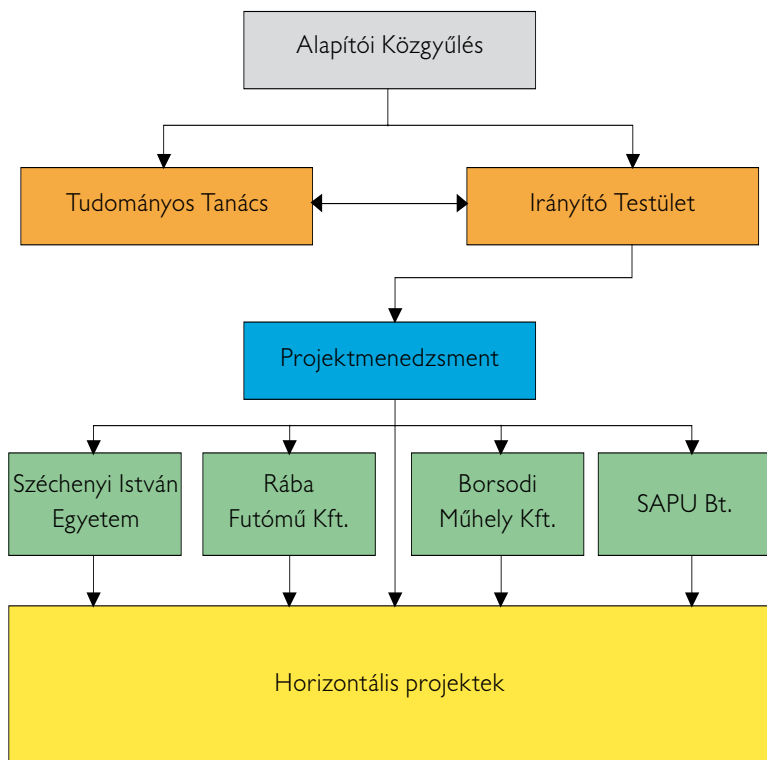 Alapítói Közgyűlés
Tudományos Tanács
Irányító Testület
Projektmenedzsment
Széchenyi István
Egyetem
Rába
Futómű Kft.
Borsodi
Műhely Kft.
SAPU Bt.
Horizontális projektek